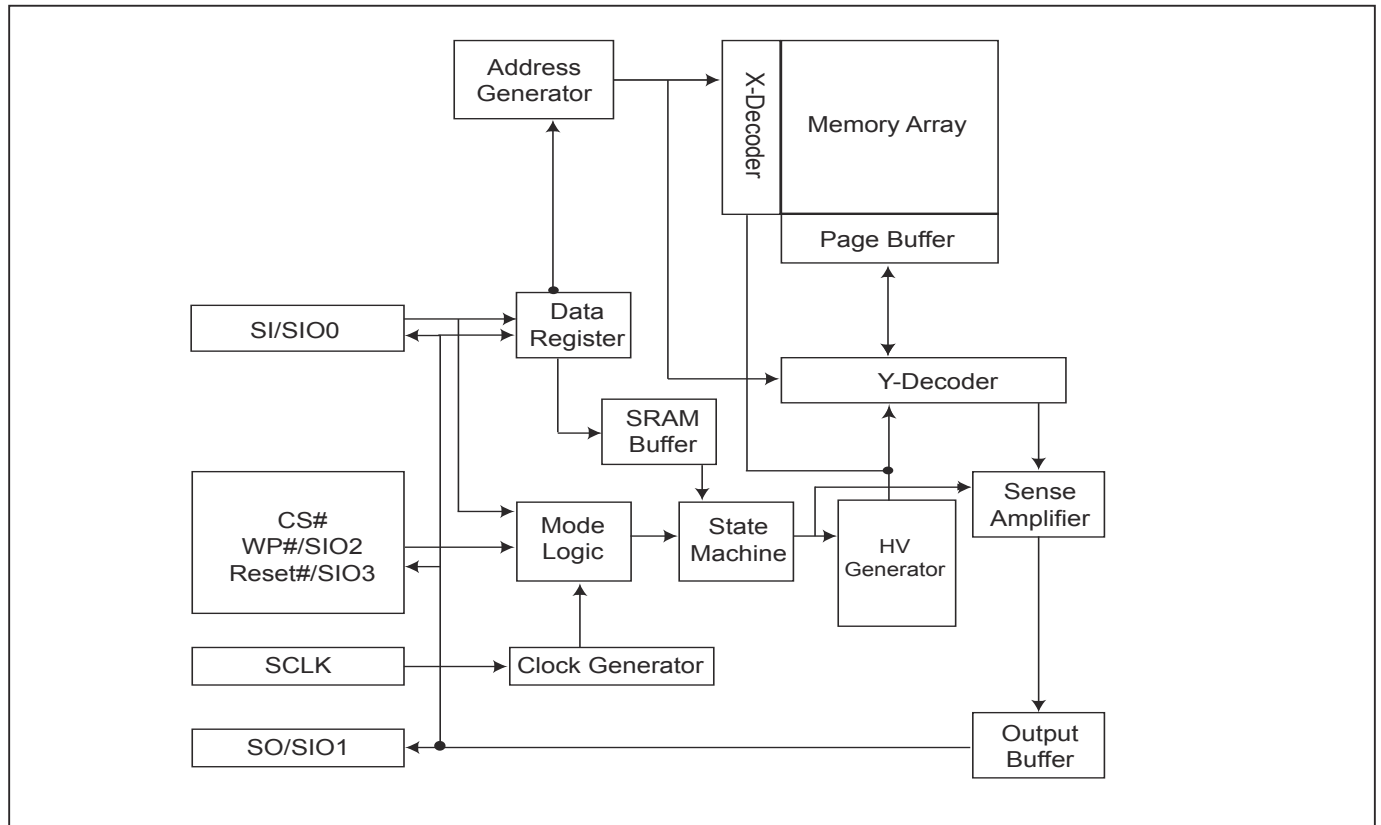 Address
Generator
X-Decoder
Memory Array
Page Buffer
SI/SIO0
Data
Register
Y-Decoder
SRAM
Buffer
CS#
WP#/SIO2
Reset#/SIO3
Mode
Logic
State
Machine
HV
Generator
Sense
Amplifier
SCLK
Clock Generator
SO/SIO1
Output
Buffer